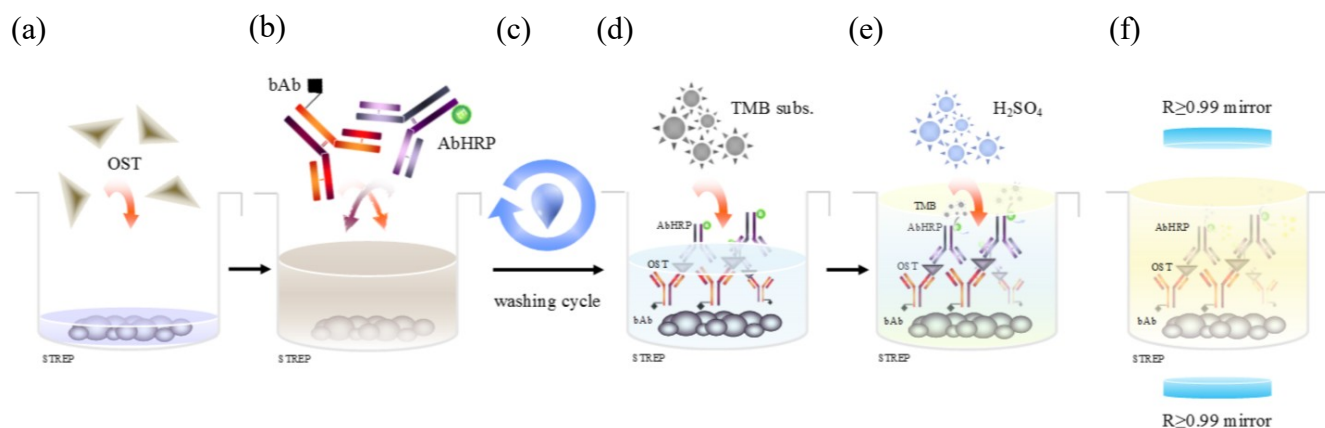 (a)
(b)
(c)
(d)
(e)
(f)
OST
STREP
bAb
AbHRP
STREP
washing cycle
TMB subs.
AbHRP
OST
bAb
STREP
H₂SO₄
TMB
AbHRP
OST
bAb
STREP
R≥0.99 mirror
AbHRP
OST
bAb
STREP
R≥0.99 mirror